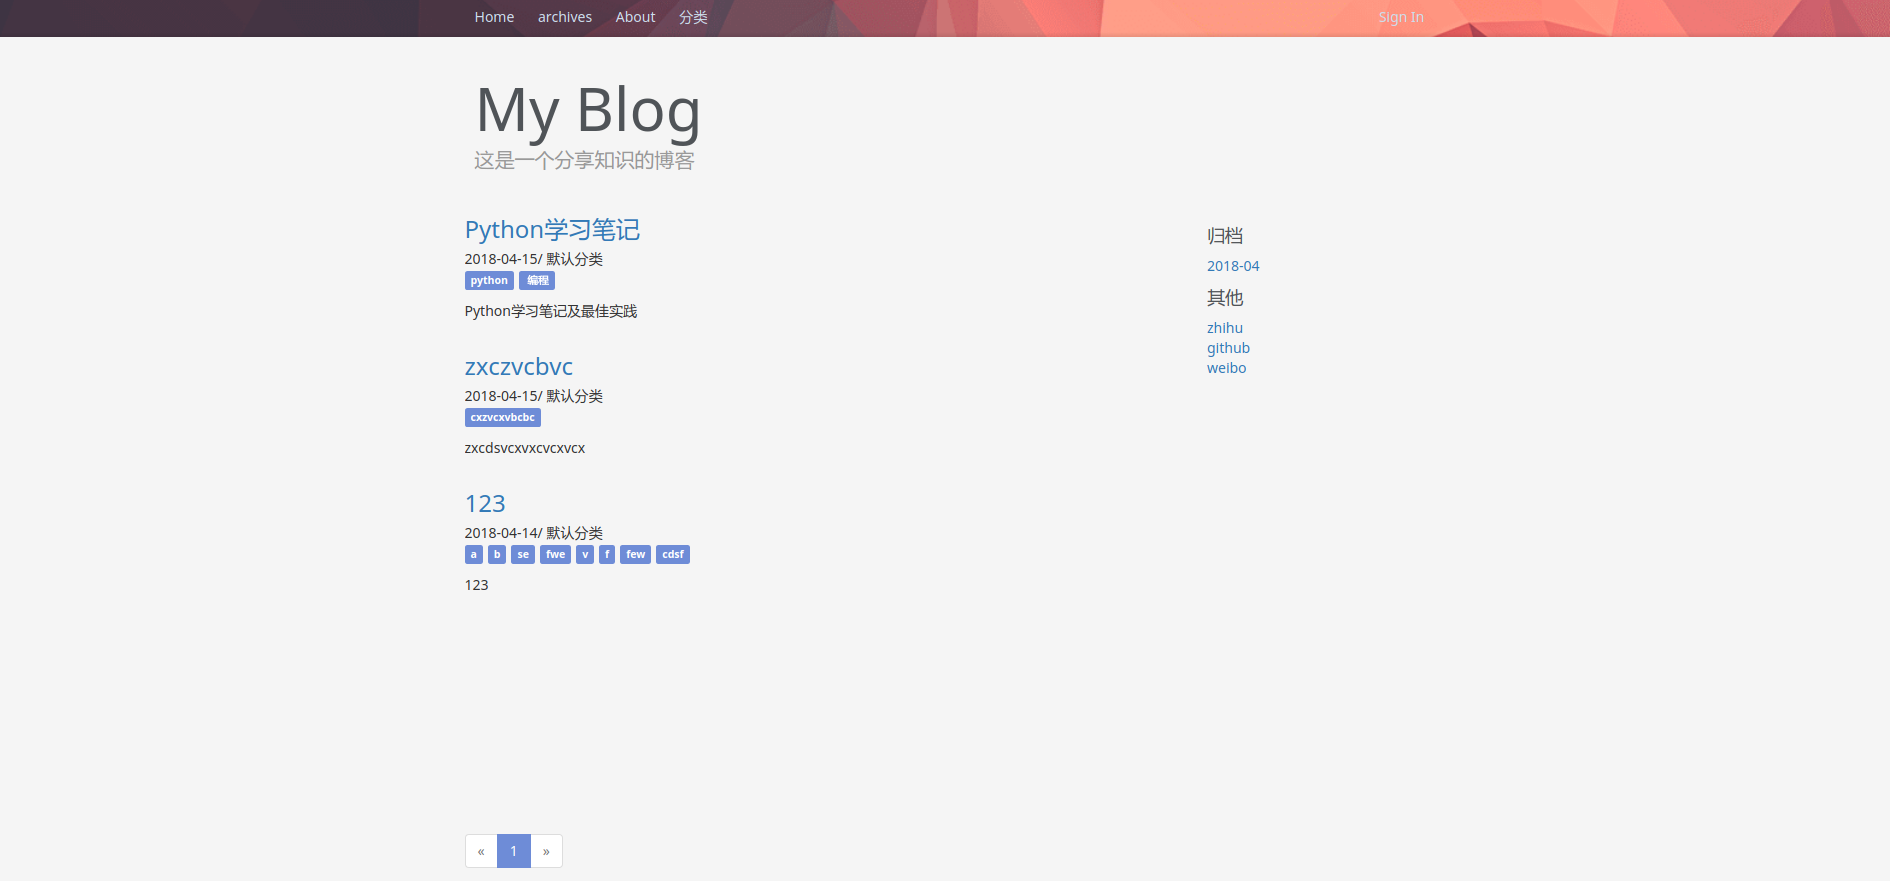 Home archives About 分类 Sign In
My Blog
这是一个分享知识的博客
Python学习笔记
2018-04-15/ 默认分类
python 编程
Python学习笔记及最佳实践
zxczvcbvc
2018-04-15/ 默认分类
cxzvcxvbcbc
zxcdsvcxvxcvcxvcx
123
2018-04-14/ 默认分类
a b se fwe v f few cdsf
123
归档
2018-04
其他
zhihu
github
weibo
« 1 »